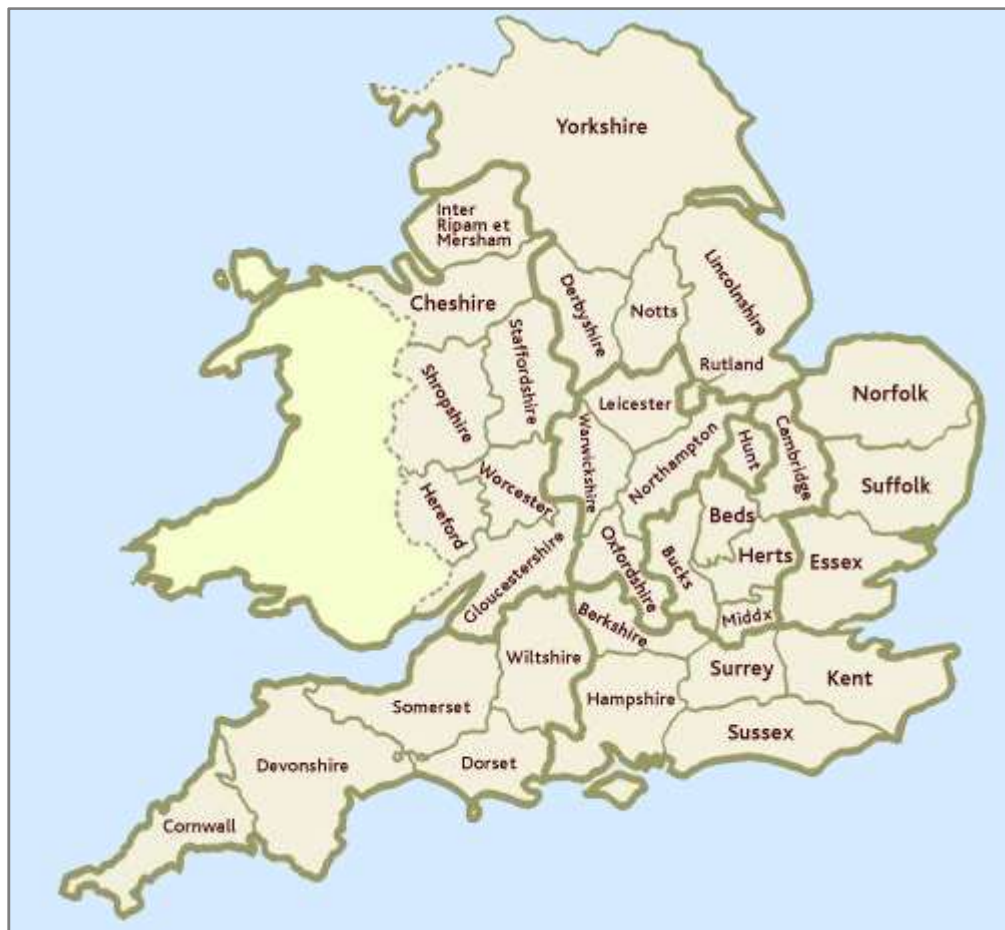 Yorkshire
Inter
Ripam et
Mersham
Cheshire
Derbyshire
Notts
Lincolnshire
Rutland
Staffordshire
Shropshire
Leicester
Norfolk
Warwickshire
Northampton
Hunt
Cambridge
Suffolk
Worcester
Hereford
Beds
Herts
Essex
Gloucestershire
Oxfordshire
Bucks
Middx
Berkshire
Wiltshire
Surrey
Kent
Hampshire
Somerset
Sussex
Dorset
Devonshire
Cornwall